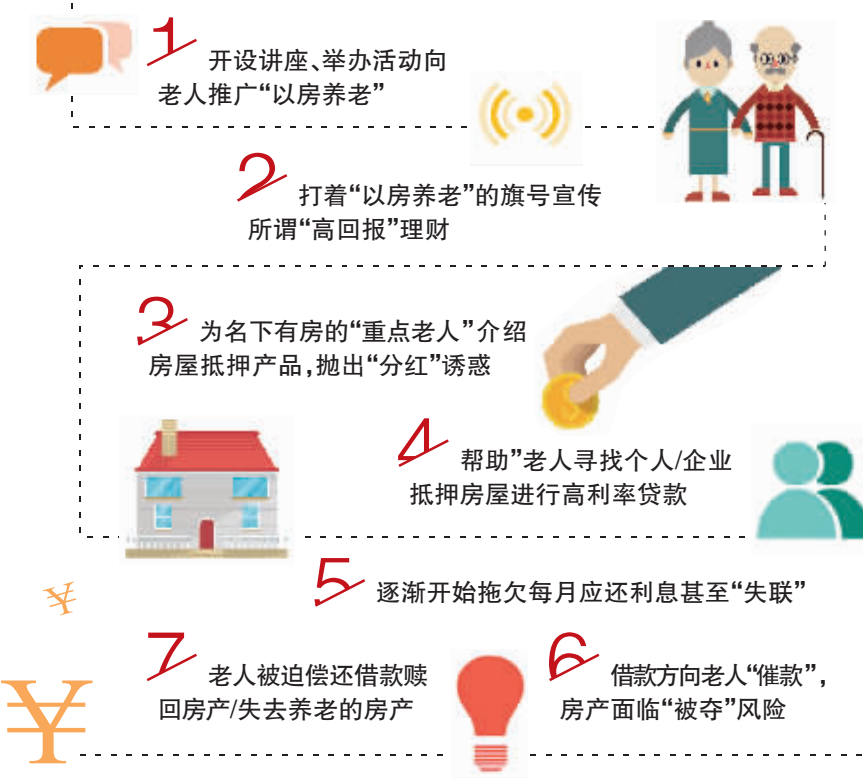 1 开设讲座、举办活动向
老人推广“以房养老”
2 打着“以房养老”的旗号宣传
所谓“高回报”理财
3 为名下有房的“重点老人”介绍
房屋抵押产品,抛出“分红”诱惑
4 帮助”老人寻找个人/企业
抵押房屋进行高利率贷款
5 逐渐开始拖欠每月应还利息甚至“失联”
6 借款方向老人“催款”,
房产面临“被夺”风险
7 老人被迫偿还借款赎
回房产/失去养老的房产
¥
¥